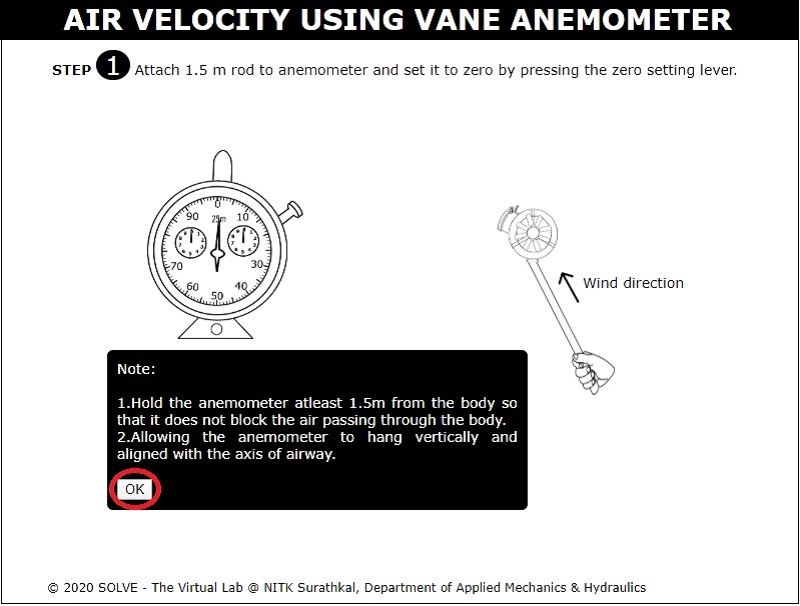 AIR VELOCITY USING VANE ANEMOMETER
STEP 1 Attach 1.5 m rod to anemometer and set it to zero by pressing the zero setting lever.
0
90 25m 10
70 30
60 40
50
Wind direction
Note:
1.Hold the anemometer atleast 1.5m from the body so
that it does not block the air passing through the body.
2.Allowing the anemometer to hang vertically and
aligned with the axis of airway.
OK
© 2020 SOLVE - The Virtual Lab @ NITK Surathkal, Department of Applied Mechanics & Hydraulics